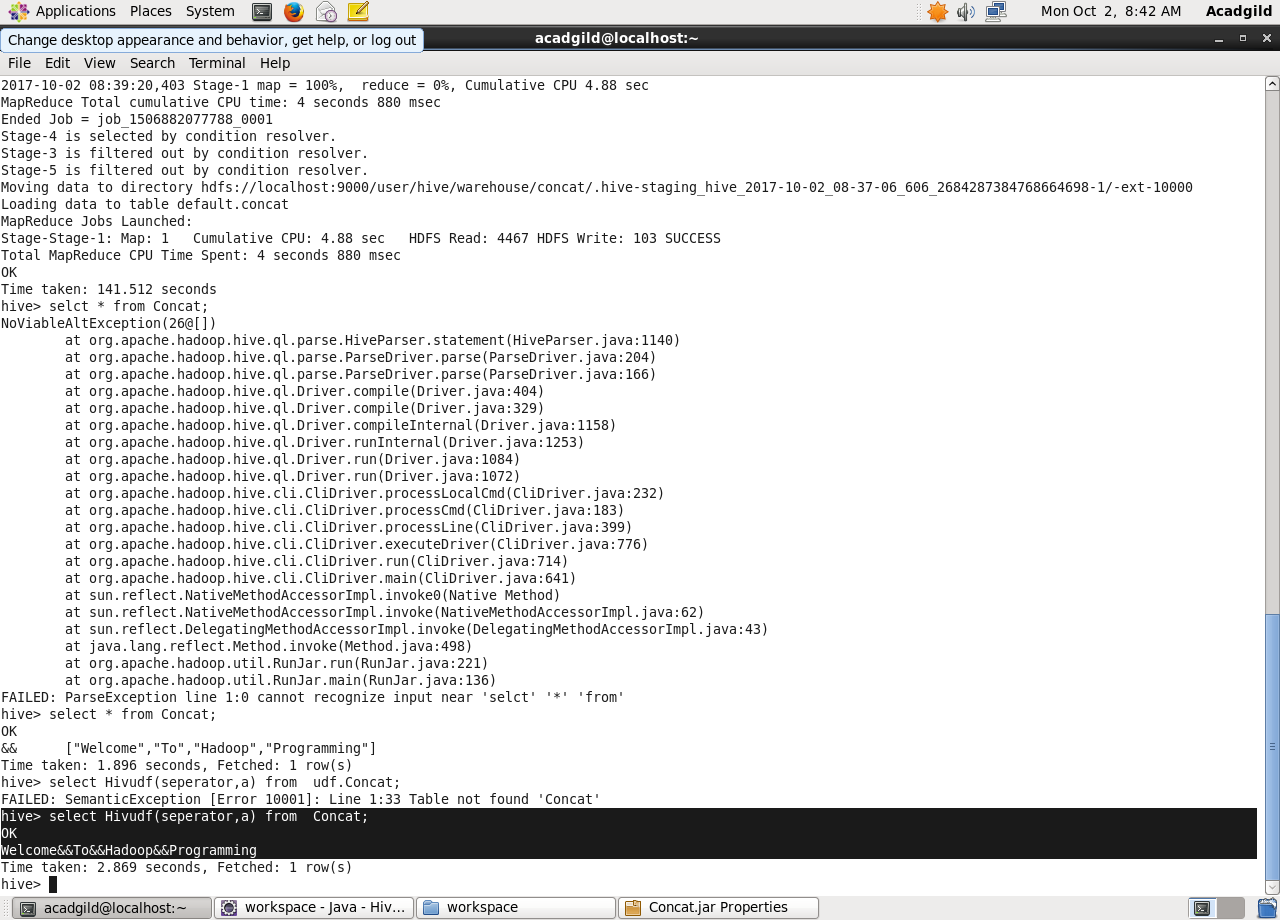 Applications Places System Mon Oct 2, 8:42 AM Acadgild
Change desktop appearance and behavior, get help, or log out
acadgild@localhost:~
File Edit View Search Terminal Help
2017-10-02 08:39:20,403 Stage-1 map = 100%,  reduce = 0%, Cumulative CPU 4.88 sec
MapReduce Total cumulative CPU time: 4 seconds 880 msec
Ended Job = job_1506882077788_0001
Stage-4 is selected by condition resolver.
Stage-3 is filtered out by condition resolver.
Stage-5 is filtered out by condition resolver.
Moving data to directory hdfs://localhost:9000/user/hive/warehouse/concat/.hive-staging_hive_2017-10-02_08-37-06_606_2684287384768664698-1/-ext-10000
Loading data to table default.concat
MapReduce Jobs Launched:
Stage-Stage-1: Map: 1   Cumulative CPU: 4.88 sec   HDFS Read: 4467 HDFS Write: 103 SUCCESS
Total MapReduce CPU Time Spent: 4 seconds 880 msec
OK
Time taken: 141.512 seconds
hive> selct * from Concat;
NoViableAltException(26@[])
        at org.apache.hadoop.hive.ql.parse.HiveParser.statement(HiveParser.java:1140)
        at org.apache.hadoop.hive.ql.parse.ParseDriver.parse(ParseDriver.java:204)
        at org.apache.hadoop.hive.ql.parse.ParseDriver.parse(ParseDriver.java:166)
        at org.apache.hadoop.hive.ql.Driver.compile(Driver.java:404)
        at org.apache.hadoop.hive.ql.Driver.compile(Driver.java:329)
        at org.apache.hadoop.hive.ql.Driver.compileInternal(Driver.java:1158)
        at org.apache.hadoop.hive.ql.Driver.runInternal(Driver.java:1253)
        at org.apache.hadoop.hive.ql.Driver.run(Driver.java:1084)
        at org.apache.hadoop.hive.ql.Driver.run(Driver.java:1072)
        at org.apache.hadoop.hive.cli.CliDriver.processLocalCmd(CliDriver.java:232)
        at org.apache.hadoop.hive.cli.CliDriver.processCmd(CliDriver.java:183)
        at org.apache.hadoop.hive.cli.CliDriver.processLine(CliDriver.java:399)
        at org.apache.hadoop.hive.cli.CliDriver.executeDriver(CliDriver.java:776)
        at org.apache.hadoop.hive.cli.CliDriver.run(CliDriver.java:714)
        at org.apache.hadoop.hive.cli.CliDriver.main(CliDriver.java:641)
        at sun.reflect.NativeMethodAccessorImpl.invoke0(Native Method)
        at sun.reflect.NativeMethodAccessorImpl.invoke(NativeMethodAccessorImpl.java:62)
        at sun.reflect.DelegatingMethodAccessorImpl.invoke(DelegatingMethodAccessorImpl.java:43)
        at java.lang.reflect.Method.invoke(Method.java:498)
        at org.apache.hadoop.util.RunJar.run(RunJar.java:221)
        at org.apache.hadoop.util.RunJar.main(RunJar.java:136)
FAILED: ParseException line 1:0 cannot recognize input near 'selct' '*' 'from'
hive> select * from Concat;
OK
&&      ["Welcome","To","Hadoop","Programming"]
Time taken: 1.896 seconds, Fetched: 1 row(s)
hive> select Hivudf(seperator,a) from  udf.Concat;
FAILED: SemanticException [Error 10001]: Line 1:33 Table not found 'Concat'
hive> select Hivudf(seperator,a) from  Concat;
OK
Welcome&&To&&Hadoop&&Programming
Time taken: 2.869 seconds, Fetched: 1 row(s)
hive>
acadgild@localhost:~ workspace - Java - Hiv... workspace Concat.jar Properties